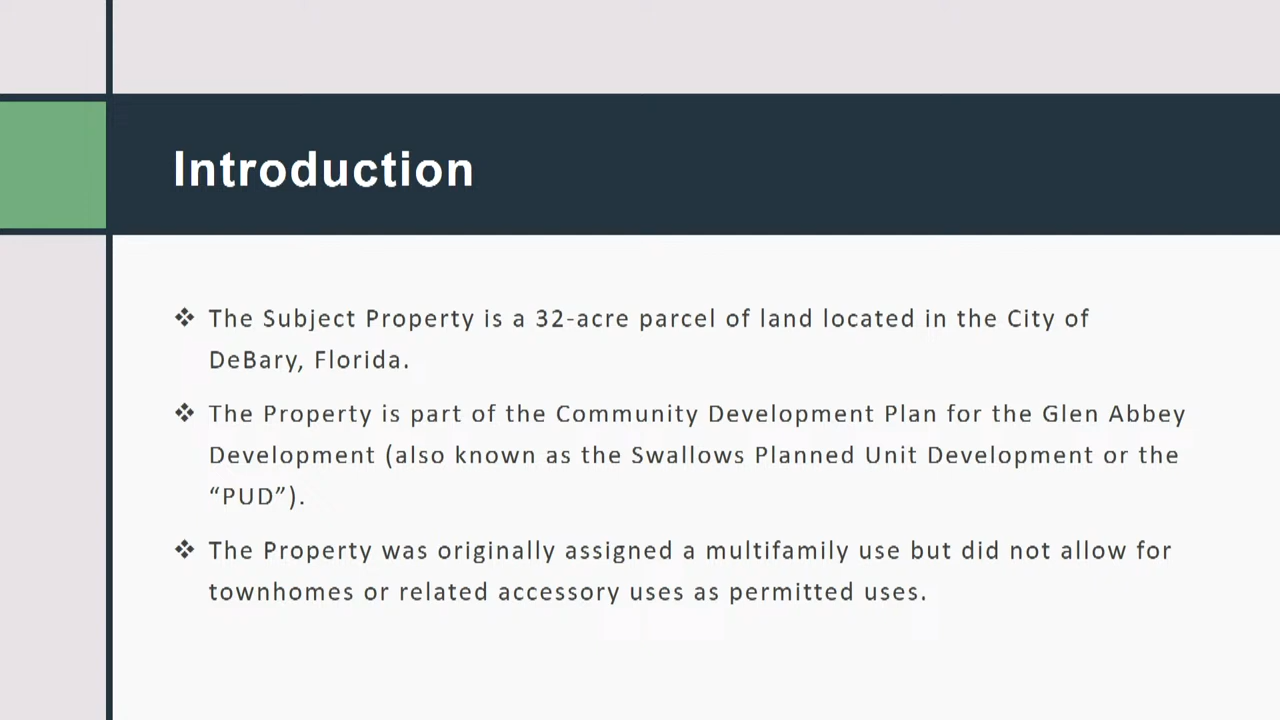 Introduction
❖ The Subject Property is a 32-acre parcel of land located in the City of
DeBary, Florida.
❖ The Property is part of the Community Development Plan for the Glen Abbey
Development (also known as the Swallows Planned Unit Development or the
“PUD”).
❖ The Property was originally assigned a multifamily use but did not allow for
townhomes or related accessory uses as permitted uses.